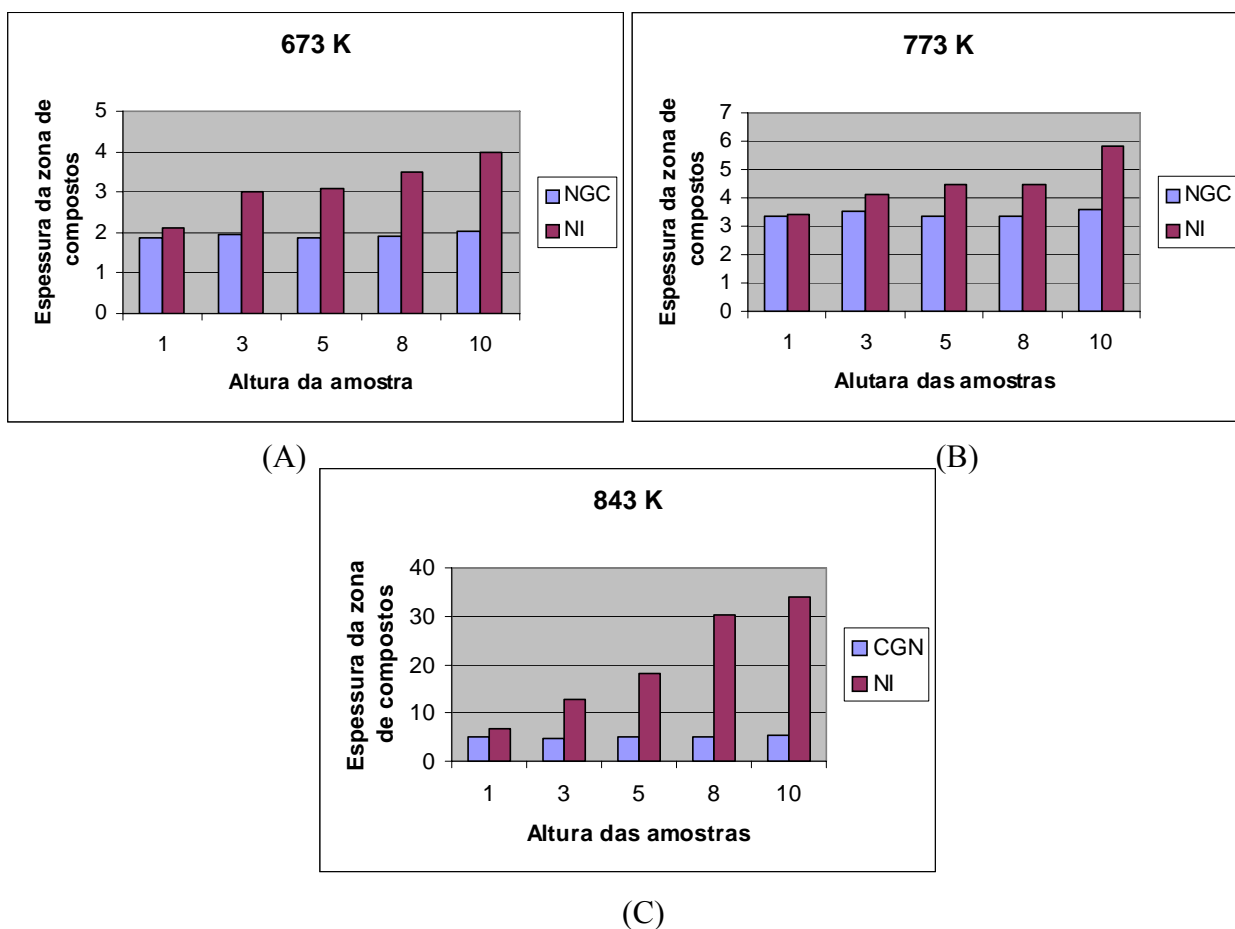 673 K
Espessura da zona de
compostos
5
4
3
2
1
0
1 3 5 8 10
Altura da amostra
NGC
NI
(A)
773 K
Espessura da zona de
compostos
7
6
5
4
3
2
1
0
1 3 5 8 10
Alutara das amostras
NGC
NI
(B)
843 K
Espessura da zona
de compostos
40
30
20
10
0
1 3 5 8 10
Altura das amostras
CGN
NI
(C)